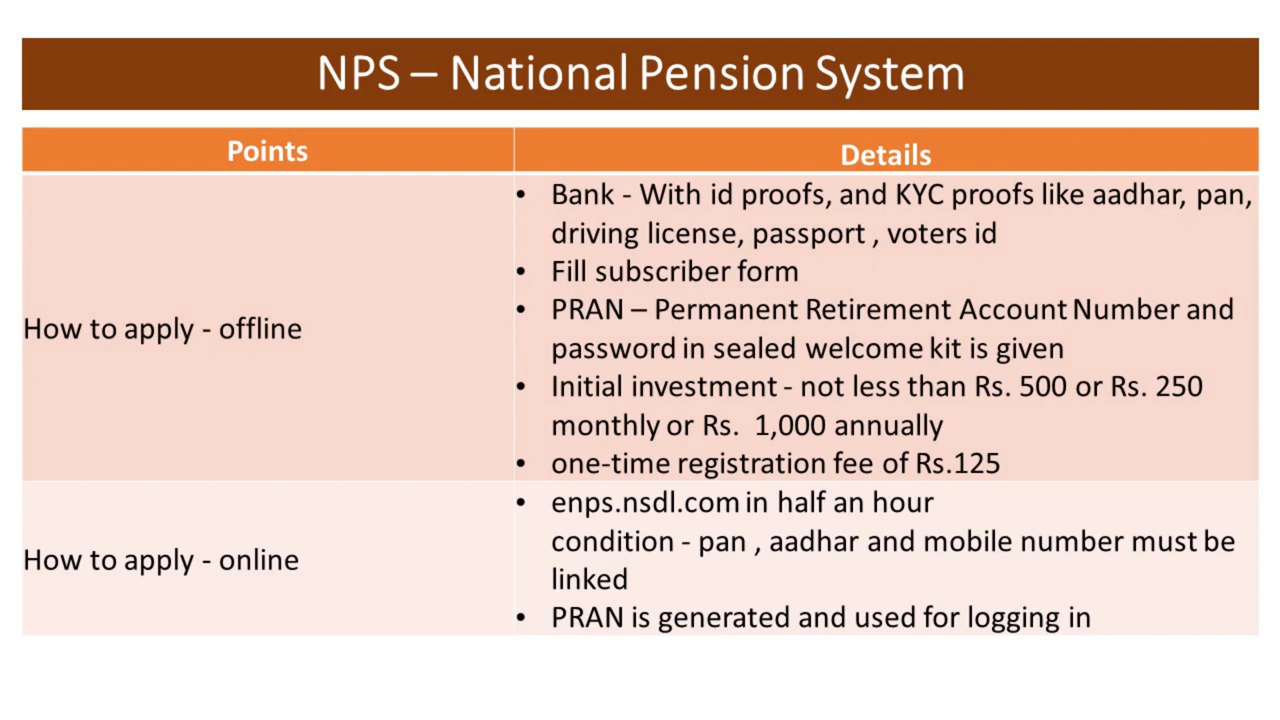 NPS – National Pension System
Points
Details
How to apply - offline
• Bank - With id proofs, and KYC proofs like aadhar, pan,
driving license, passport , voters id
• Fill subscriber form
• PRAN – Permanent Retirement Account Number and
password in sealed welcome kit is given
• Initial investment - not less than Rs. 500 or Rs. 250
monthly or Rs.  1,000 annually
• one-time registration fee of Rs.125
How to apply - online
• enps.nsdl.com in half an hour
condition - pan , aadhar and mobile number must be
linked
• PRAN is generated and used for logging in